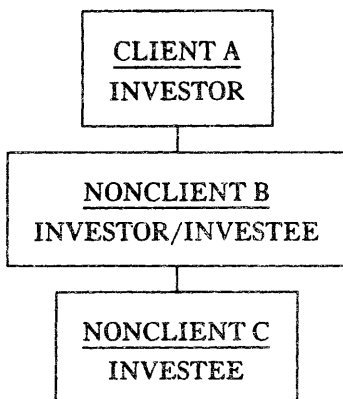 CLIENT A
INVESTOR
NONCLIENT B
INVESTOR/INVESTEE
NONCLIENT C
INVESTEE